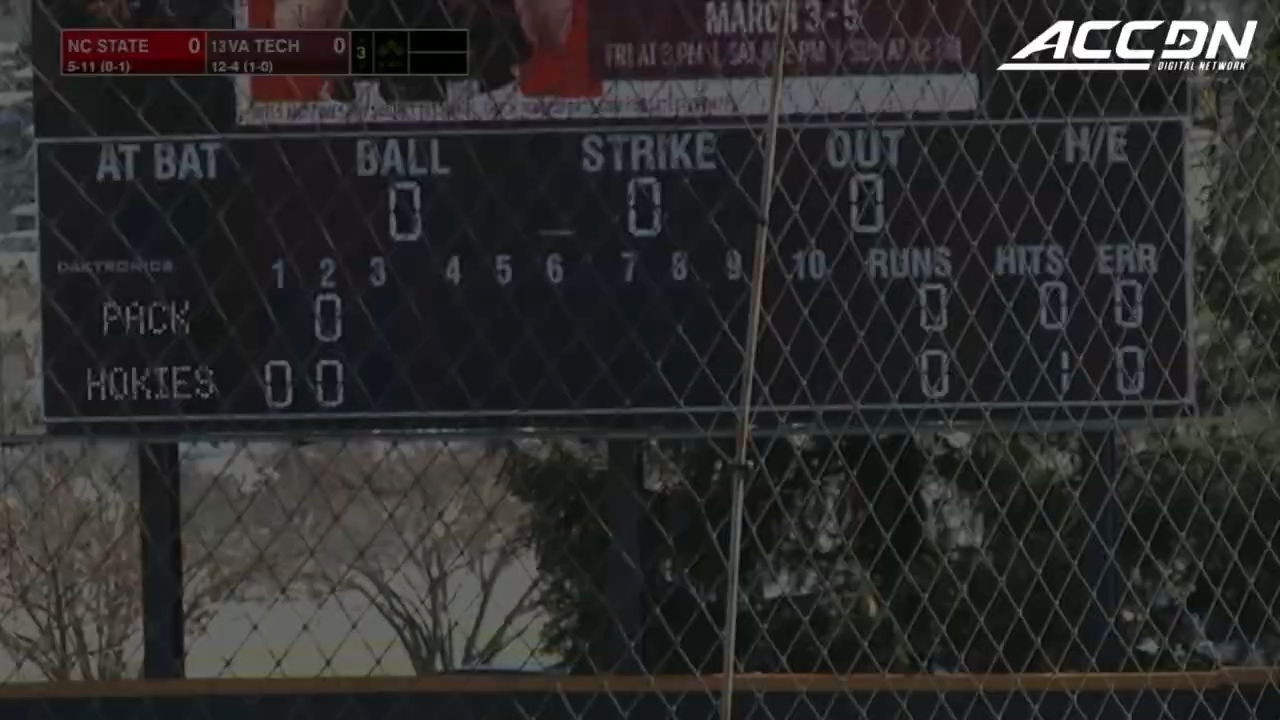 MARCH 3-5
NC STATE 0 13 VA TECH 0 3
5-11 (0-1) 12-4 (1-0)
ACCDN
DIGITAL NETWORK
AT BAT BALL STRIKE OUT H/E
0 0 0
DAKTRONICS 1 2 3 4 5 6 7 8 9 10 RUNS HITS ERR
PACK 0 0 0 0
HOKIES 0 0 0 1 0